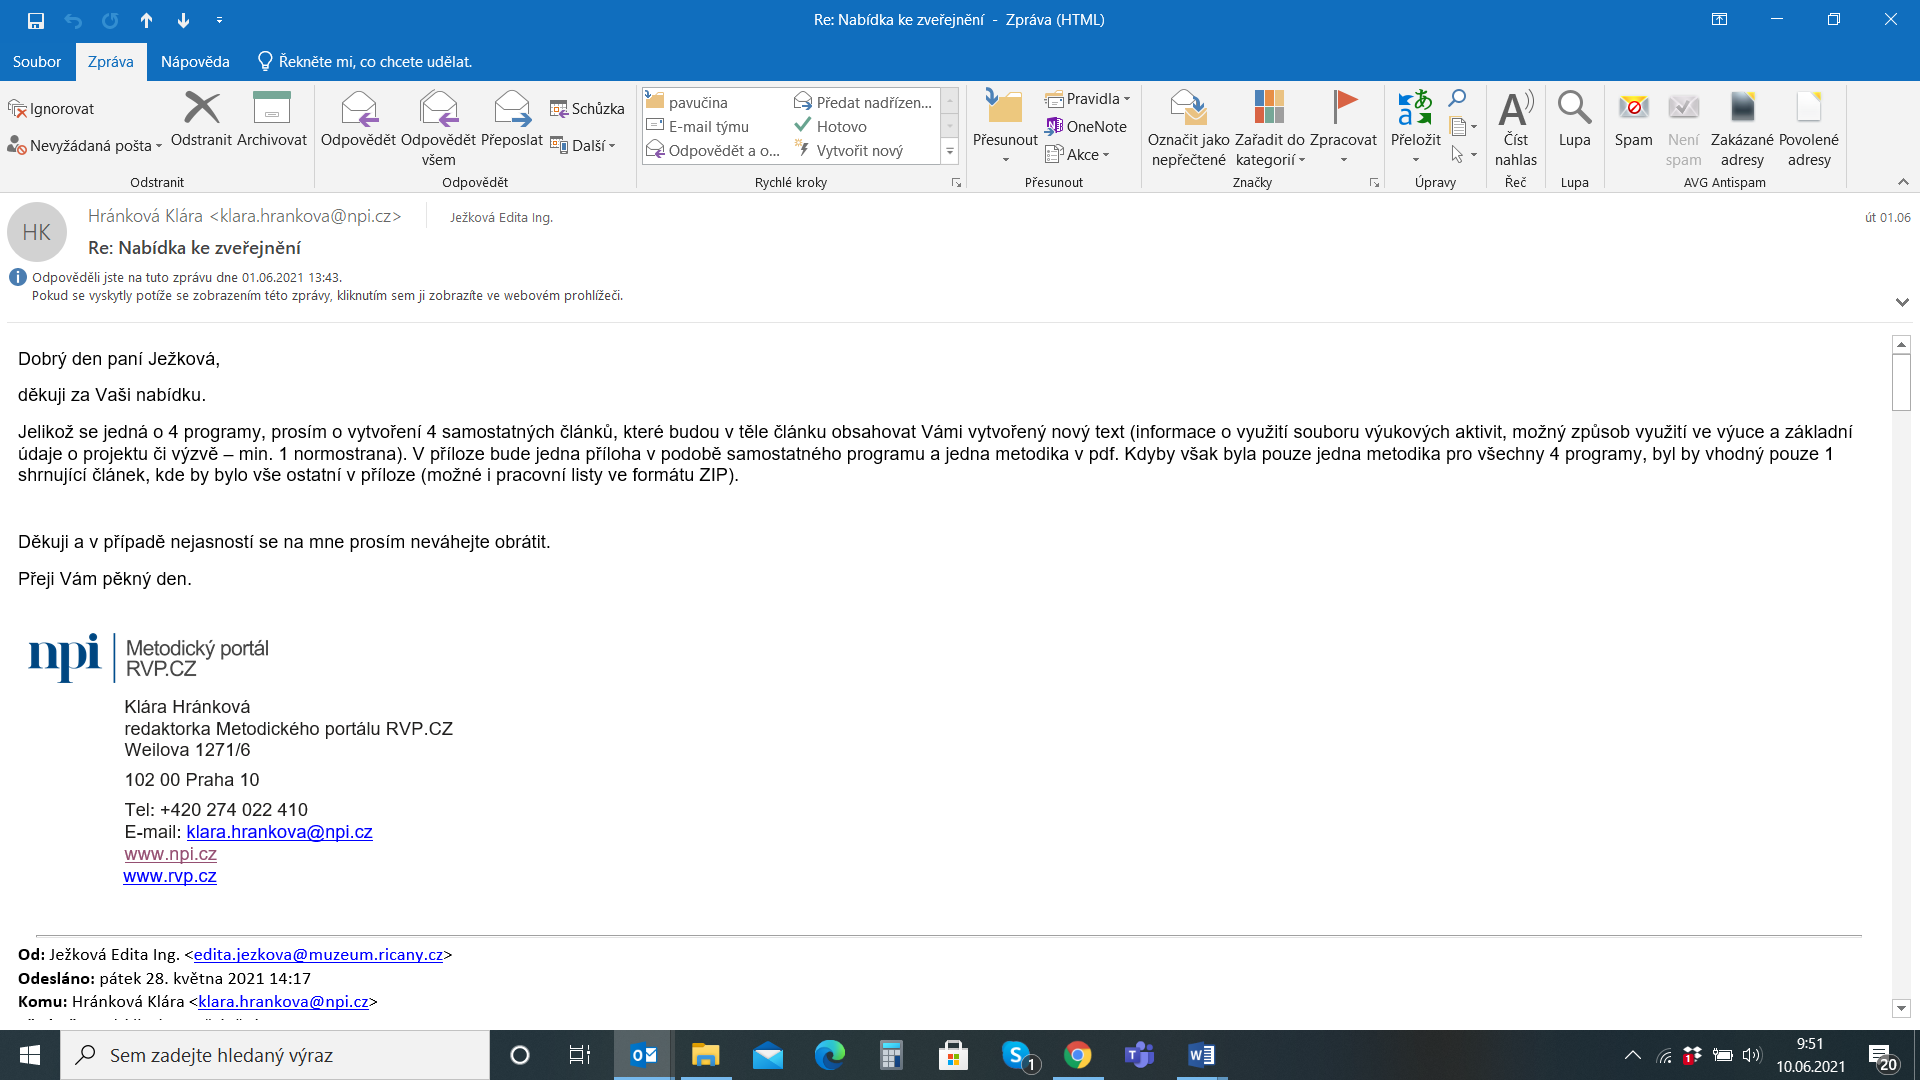 Re: Nabídka ke zveřejnění - Zpráva (HTML)
Soubor
Zpráva
Nápověda
Řekněte mi, co chcete udělat.
Ignorovat
Nevyžádaná pošta
Odstranit
Archivovat
Odstranit
Odpovědět
Odpovědět všem
Přeposlat
Schůzka
Další
Odpovědět
pavučina
E-mail týmu
Odpovědět a o...
Předat nadřízen...
Hotovo
Vytvořit nový
Rychlé kroky
Přesunout
Pravidla
OneNote
Akce
Přesunout
Označit jako nepřečtené
Zařadit do kategorií
Zpracovat
Značky
Přeložit
Úpravy
Číst nahlas
Řeč
Lupa
Lupa
Spam
Není spam
Zakázané adresy
Povolené adresy
AVG Antispam
HK
Hránková Klára <klara.hrankova@npi.cz>
Ježková Edita Ing.
út 01.06
Re: Nabídka ke zveřejnění
Odpověděli jste na tuto zprávu dne 01.06.2021 13:43.
Pokud se vyskytly potíže se zobrazením této zprávy, kliknutím sem ji zobrazíte ve webovém prohlížeči.
Dobrý den paní Ježková,
děkuji za Vaši nabídku.
Jelikož se jedná o 4 programy, prosím o vytvoření 4 samostatných článků, které budou v těle článku obsahovat Vámi vytvořený nový text (informace o využití souboru výukových aktivit, možný způsob využití ve výuce a základní
údaje o projektu či výzvě – min. 1 normostrana). V příloze bude jedna příloha v podobě samostatného programu a jedna metodika v pdf. Kdyby však byla pouze jedna metodika pro všechny 4 programy, byl by vhodný pouze 1
shrnující článek, kde by bylo vše ostatní v příloze (možné i pracovní listy ve formátu ZIP).
Děkuji a v případě nejasností se na mne prosím neváhejte obrátit.
Přeji Vám pěkný den.
npi
Metodický portál
RVP.CZ
Klára Hránková
redaktorka Metodického portálu RVP.CZ
Weilova 1271/6
102 00 Praha 10
Tel: +420 274 022 410
E-mail: klara.hrankova@npi.cz
www.npi.cz
www.rvp.cz
Od: Ježková Edita Ing. <edita.jezkova@muzeum.ricany.cz>
Odesláno: pátek 28. května 2021 14:17
Komu: Hránková Klára <klara.hrankova@npi.cz>
Sem zadejte hledaný výraz
1
1
9:51
10.06.2021
20